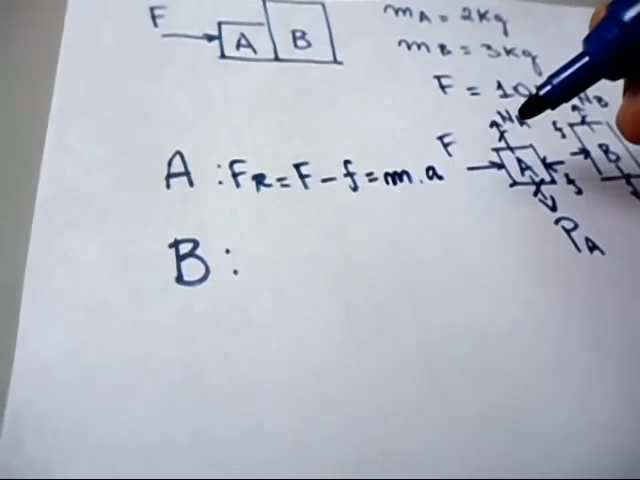 F
A B
mA = 2kg
mB = 3kg
F = 10
NA
NB
F
f
A
B
f
PA
A : FR = F - f = m . a
B :